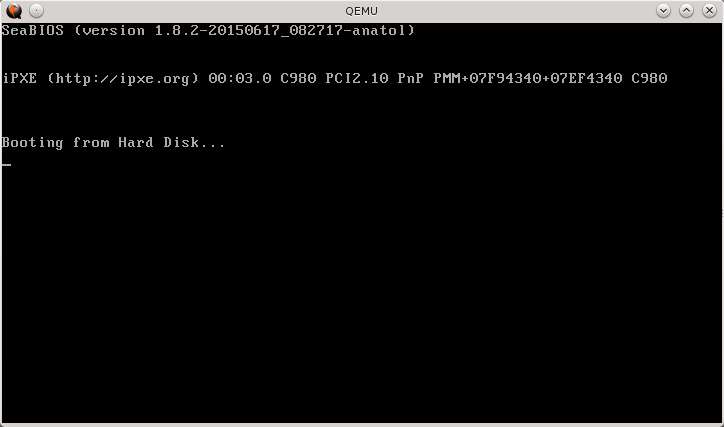 QEMU
SeaBIOS (version 1.8.2-20150617_082717-anatol)
iPXE (http://ipxe.org) 00:03.0 C980 PCI2.10 PnP PMM+07F94340+07EF4340 C980
Booting from Hard Disk...